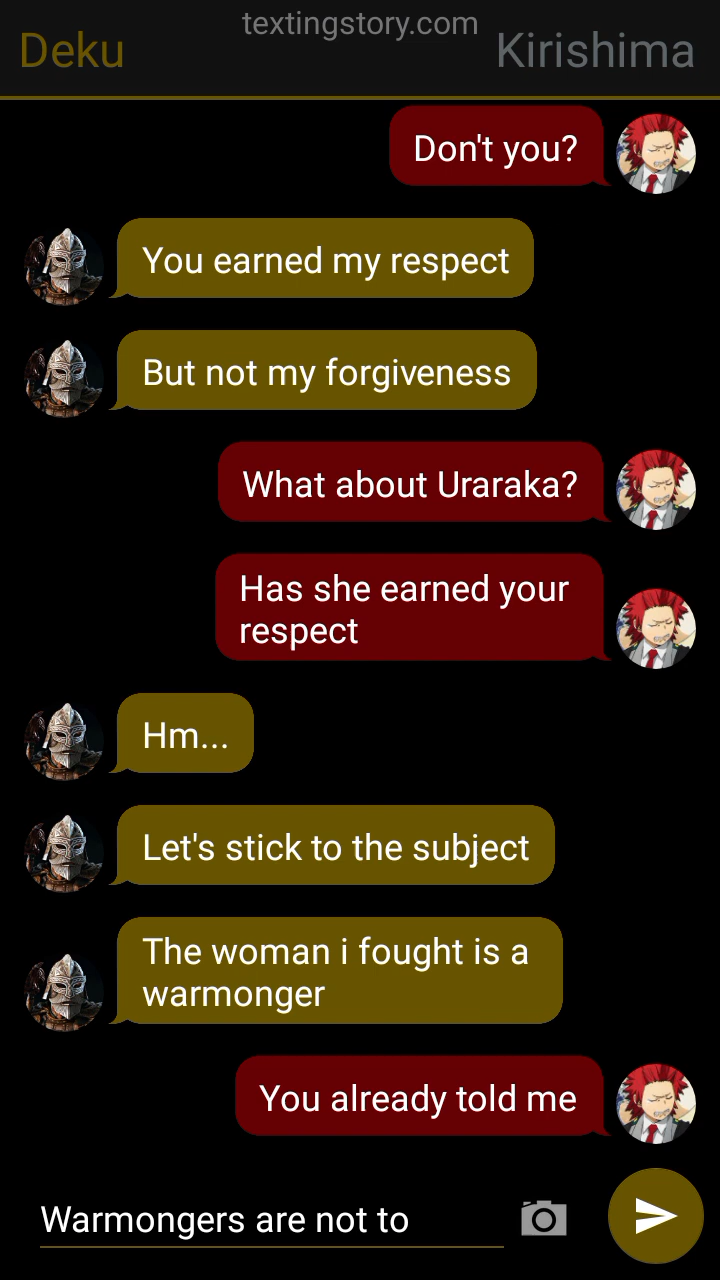 textingstory.com
Deku
Kirishima
Don't you?
You earned my respect
But not my forgiveness
What about Uraraka?
Has she earned your
respect
Hm...
Let's stick to the subject
The woman i fought is a
warmonger
You already told me
Warmongers are not to